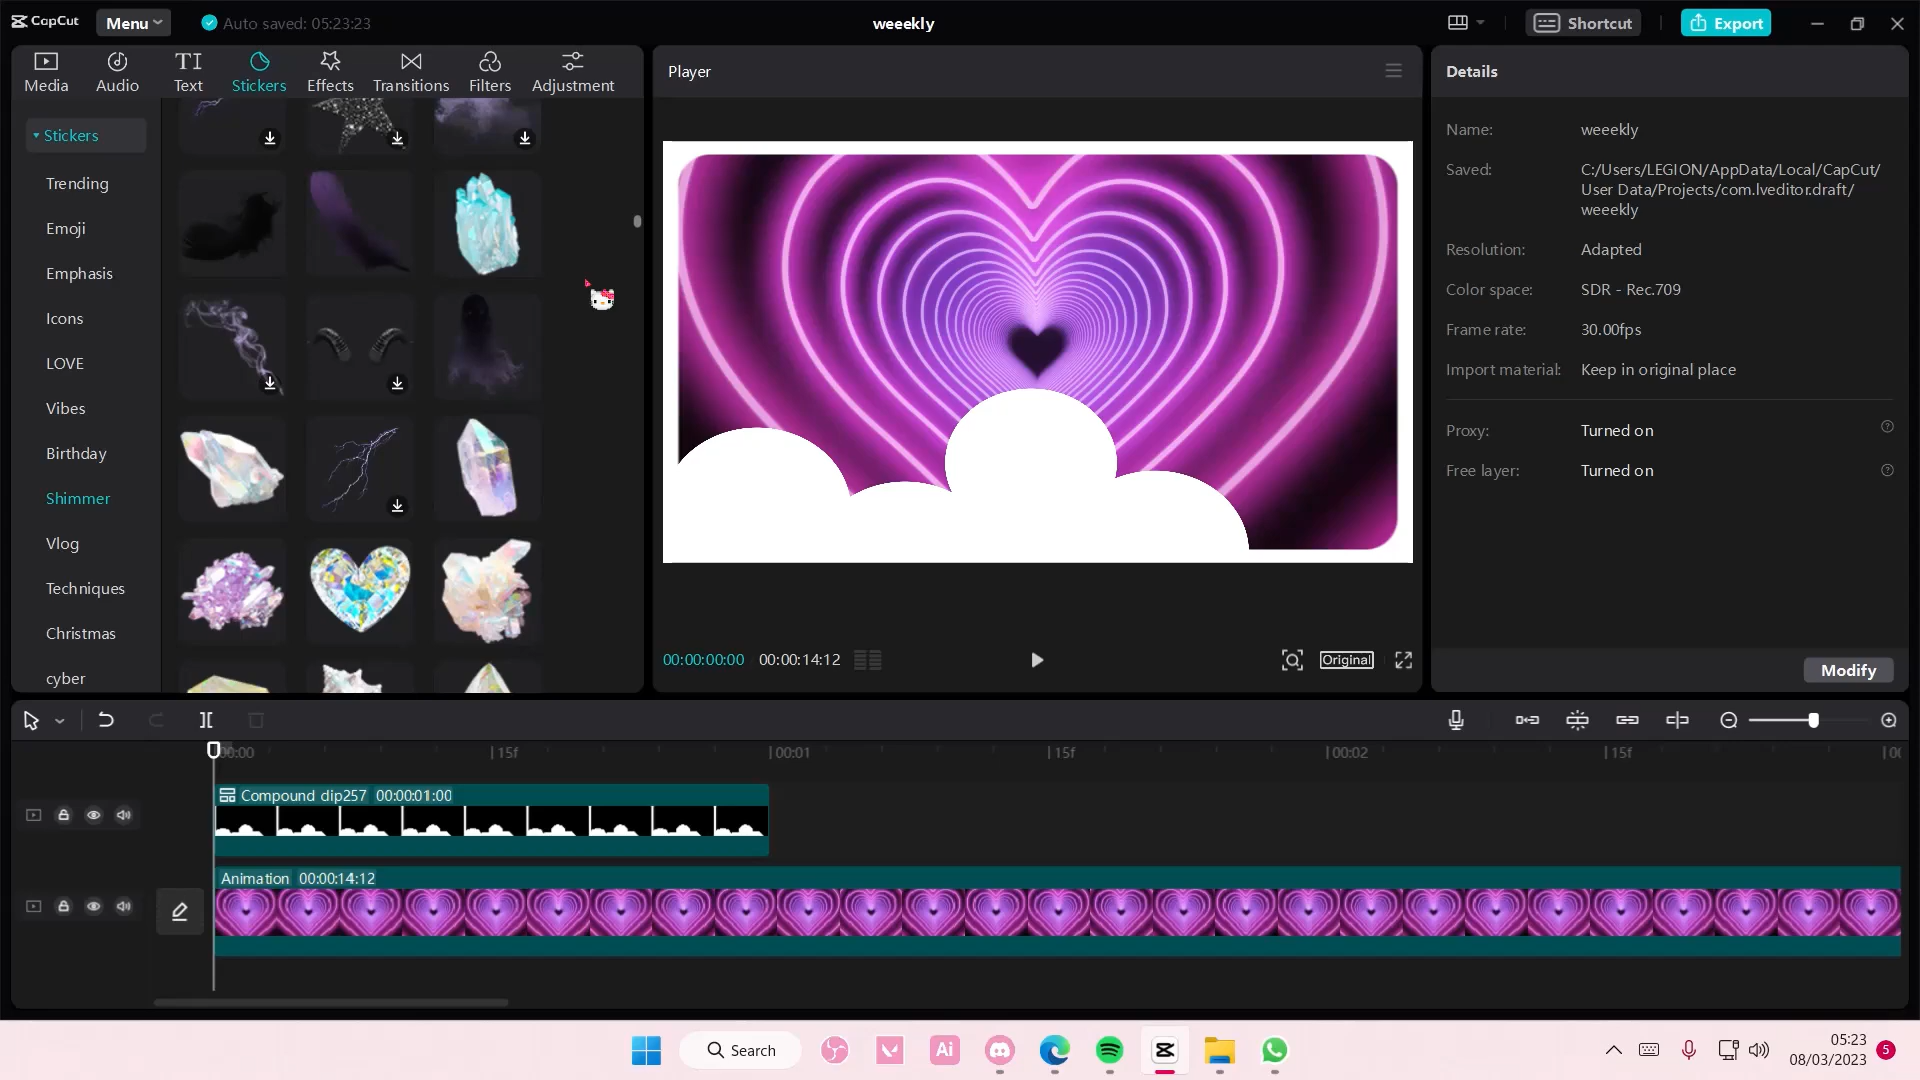 CapCut
Menu
Auto saved: 05:23:23
weeekly
Shortcut
Export
Media
Audio
TI
Text
Stickers
Effects
Transitions
Filters
Adjustment
Stickers
Trending
Emoji
Emphasis
Icons
LOVE
Vibes
Birthday
Shimmer
Vlog
Techniques
Christmas
cyber
Player
00:00:00:00
00:00:14:12
Original
Details
Name: weeekly
Saved: C:/Users/LEGION/AppData/Local/CapCut/
User Data/Projects/com.lveditor.draft/
weeekly
Resolution: Adapted
Color space: SDR - Rec.709
Frame rate: 30.00fps
Import material: Keep in original place
Proxy: Turned on
Free layer: Turned on
Modify
00:00
15f
00:01
15f
00:02
15f
Compound clip257 00:00:01:00
Animation 00:00:14:12
Search
Ai
05:23
08/03/2023
5